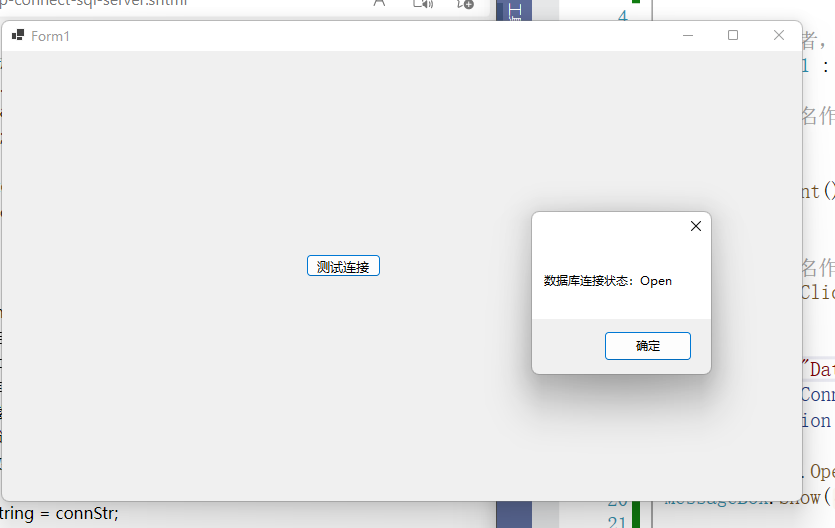 p-connect-sql-server.shtml
4
Form1
者，
1 :
名作
nt()
测试连接
名作
Clic
数据库连接状态：Open
确定
"Dat
Conn
ion
.Ope
MessageBox.Show(
tring = connStr;
21